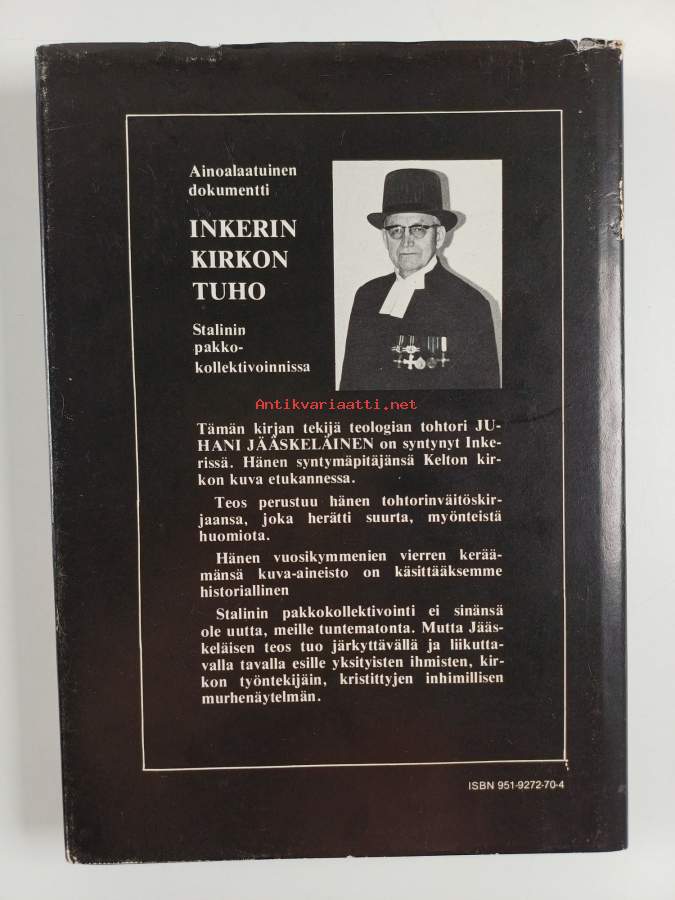 Ainoalaatuinen
dokumentti
INKERIN
KIRKON
TUHO
Stalinin
pakko-
kollektivoinnissa
Antikvariaatti.net
Tämän kirjan tekijä teologian tohtori JU-
HANI JÄÄSKELÄINEN on syntynyt Inke-
rissä. Hänen syntymäpitäjänsä Kelton kir-
kon kuva etukannessa.
Teos perustuu hänen tohtorinväitöskir-
jaansa, joka herätti suurta, myönteistä
huomiota.
Hänen vuosikymmenien vierren kerää-
mänsä kuva-aineisto on käsittääksemme
historiallinen
Stalinin pakkokollektivointi ei sinänsä
ole uutta, meille tuntematonta. Mutta Jääs-
keläisen teos tuo järkyttävällä ja liikutta-
valla tavalla esille yksityisten ihmisten, kir-
kon työntekijäin, kristittyjen inhimillisen
murhenäytelmän.
ISBN 951-9272-70-4